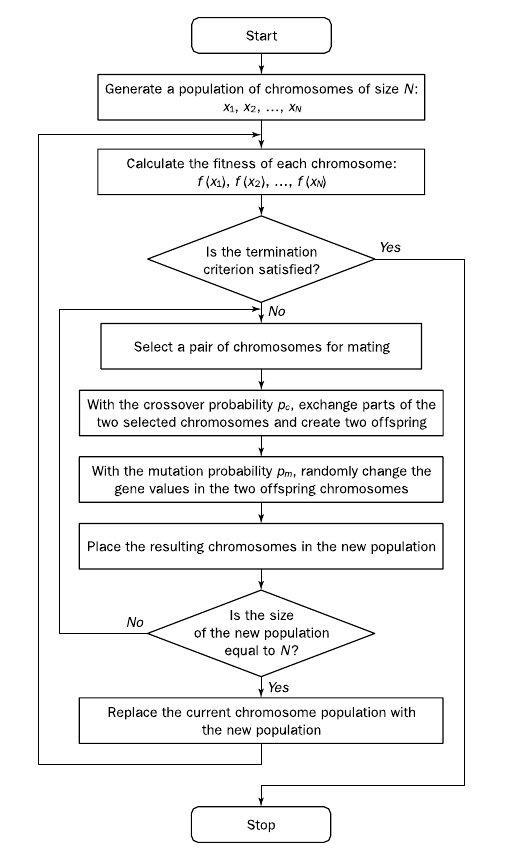 Start
Generate a population of chromosomes of size N:
x₁, x₂, ..., xN
Calculate the fitness of each chromosome:
f (x₁), f (x₂), ..., f (xN)
Is the termination
criterion satisfied?
Yes
No
Select a pair of chromosomes for mating
With the crossover probability pc, exchange parts of the
two selected chromosomes and create two offspring
With the mutation probability pm, randomly change the
gene values in the two offspring chromosomes
Place the resulting chromosomes in the new population
Is the size
of the new population
equal to N?
No
Yes
Replace the current chromosome population with
the new population
Stop